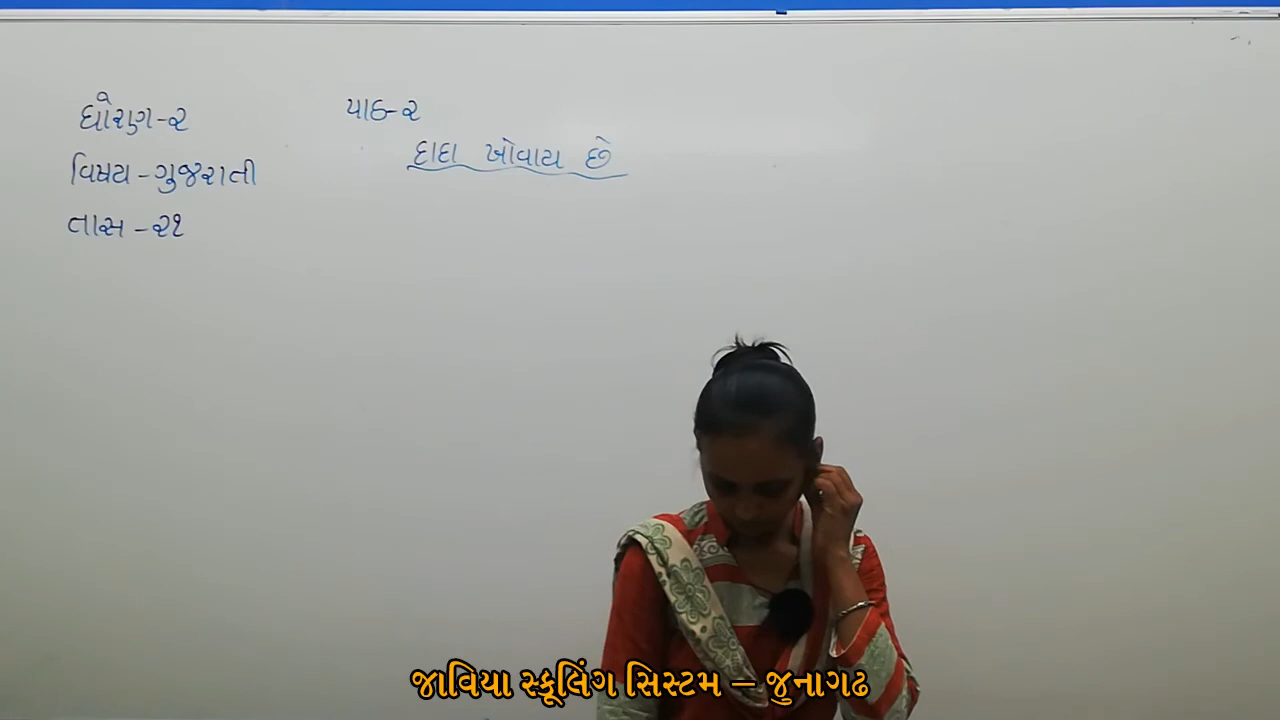 ધોરણ-૨
વિષય-ગુજરાતી
તાસ-૨૧
પાઠ-૨
દાદા ખોવાય છે
જાવિયા સ્કૂલિંગ સિસ્ટમ – જુનાગઢ